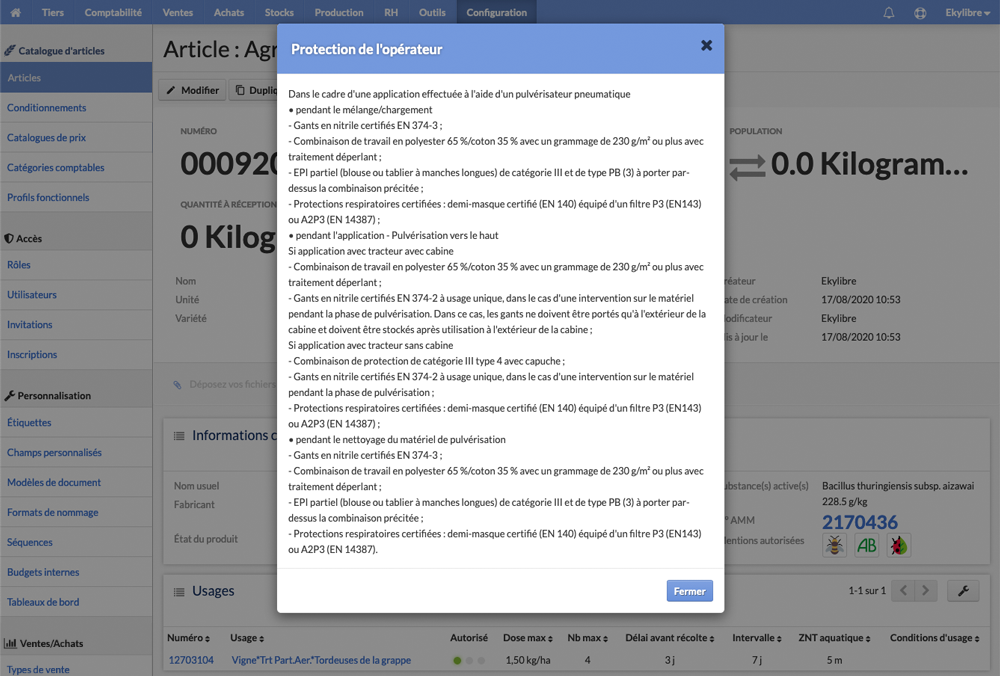 Tiers Comptabilité Ventes Achats Stocks Production RH Outils Configuration Ekylibre
Catalogue d'articles
Articles
Conditionnements
Catalogues de prix
Catégories comptables
Profils fonctionnels
Accès
Rôles
Utilisateurs
Invitations
Inscriptions
Personnalisation
Étiquettes
Champs personnalisés
Modèles de document
Formats de nommage
Séquences
Budgets internes
Tableaux de bord
Ventes/Achats
Types de vente
Article : Agr
Modifier Dupliq
NUMÉRO
000920
POPULATION
0.0 Kilogram...
QUANTITÉ À RÉCEPTION
0 Kilog
Nom
Unité
Variété
réateur Ekylibre
ate de création 17/08/2020 10:53
odificateur Ekylibre
is à jour le 17/08/2020 10:53
Déposez vos fichiers
Informations c
Nom usuel
Fabricant
État du produit
ubstance(s) active(s) Bacillus thuringiensis subsp. aizawai
228.5 g/kg
° AMM 2170436
entions autorisées AB
Usages 1-1 sur 1
Numéro Usage Autorisé Dose max Nb max Délai avant récolte Intervalle ZNT aquatique Conditions d'usage
12703104 Vigne*Trt Part.Aer.*Tordeuses de la grappe 1,50 kg/ha 4 3 j 7 j 5 m
Protection de l'opérateur
Dans le cadre d'une application effectuée à l'aide d'un pulvérisateur pneumatique
• pendant le mélange/chargement
- Gants en nitrile certifiés EN 374-3 ;
- Combinaison de travail en polyester 65 %/coton 35 % avec un grammage de 230 g/m² ou plus avec
traitement déperlant ;
- EPI partiel (blouse ou tablier à manches longues) de catégorie III et de type PB (3) à porter par-
dessus la combinaison précitée ;
- Protections respiratoires certifiées : demi-masque certifié (EN 140) équipé d'un filtre P3 (EN143)
ou A2P3 (EN 14387) ;
• pendant l'application - Pulvérisation vers le haut
Si application avec tracteur avec cabine
- Combinaison de travail en polyester 65 %/coton 35 % avec un grammage de 230 g/m² ou plus avec
traitement déperlant ;
- Gants en nitrile certifiés EN 374-2 à usage unique, dans le cas d'une intervention sur le matériel
pendant la phase de pulvérisation. Dans ce cas, les gants ne doivent être portés qu'à l'extérieur de la
cabine et doivent être stockés après utilisation à l'extérieur de la cabine ;
Si application avec tracteur sans cabine
- Combinaison de protection de catégorie III type 4 avec capuche ;
- Gants en nitrile certifiés EN 374-2 à usage unique, dans le cas d'une intervention sur le matériel
pendant la phase de pulvérisation ;
- Protections respiratoires certifiées : demi-masque certifié (EN 140) équipé d'un filtre P3 (EN143)
ou A2P3 (EN 14387) ;
• pendant le nettoyage du matériel de pulvérisation
- Gants en nitrile certifiés EN 374-3 ;
- Combinaison de travail en polyester 65 %/coton 35 % avec un grammage de 230 g/m² ou plus avec
traitement déperlant ;
- EPI partiel (blouse ou tablier à manches longues) de catégorie III et de type PB (3) à porter par-
dessus la combinaison précitée ;
- Protections respiratoires certifiées : demi-masque certifié (EN 140) équipé d'un filtre P3 (EN143)
ou A2P3 (EN 14387).
Fermer